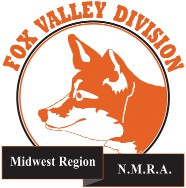 FOX VALLEY DIVISION
Midwest Region
N.M.R.A.